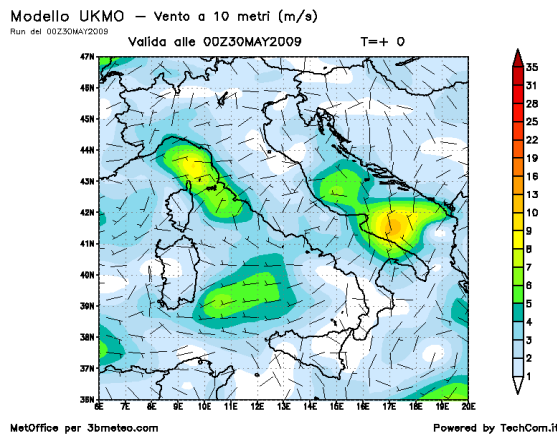 Modello UKMO – Vento a 10 metri (m/s)
Run del 00Z30MAY2009
Valida alle 00Z30MAY2009 T=+ 0
47N
46N
45N
44N
43N
42N
41N
40N
39N
38N
37N
36N
6E 7E 8E 9E 10E 11E 12E 13E 14E 15E 16E 17E 18E 19E 20E
35
31
28
25
22
19
16
13
10
9
8
7
6
5
4
3
2
1
MetOffice per 3bmeteo.com Powered by TechCom.it